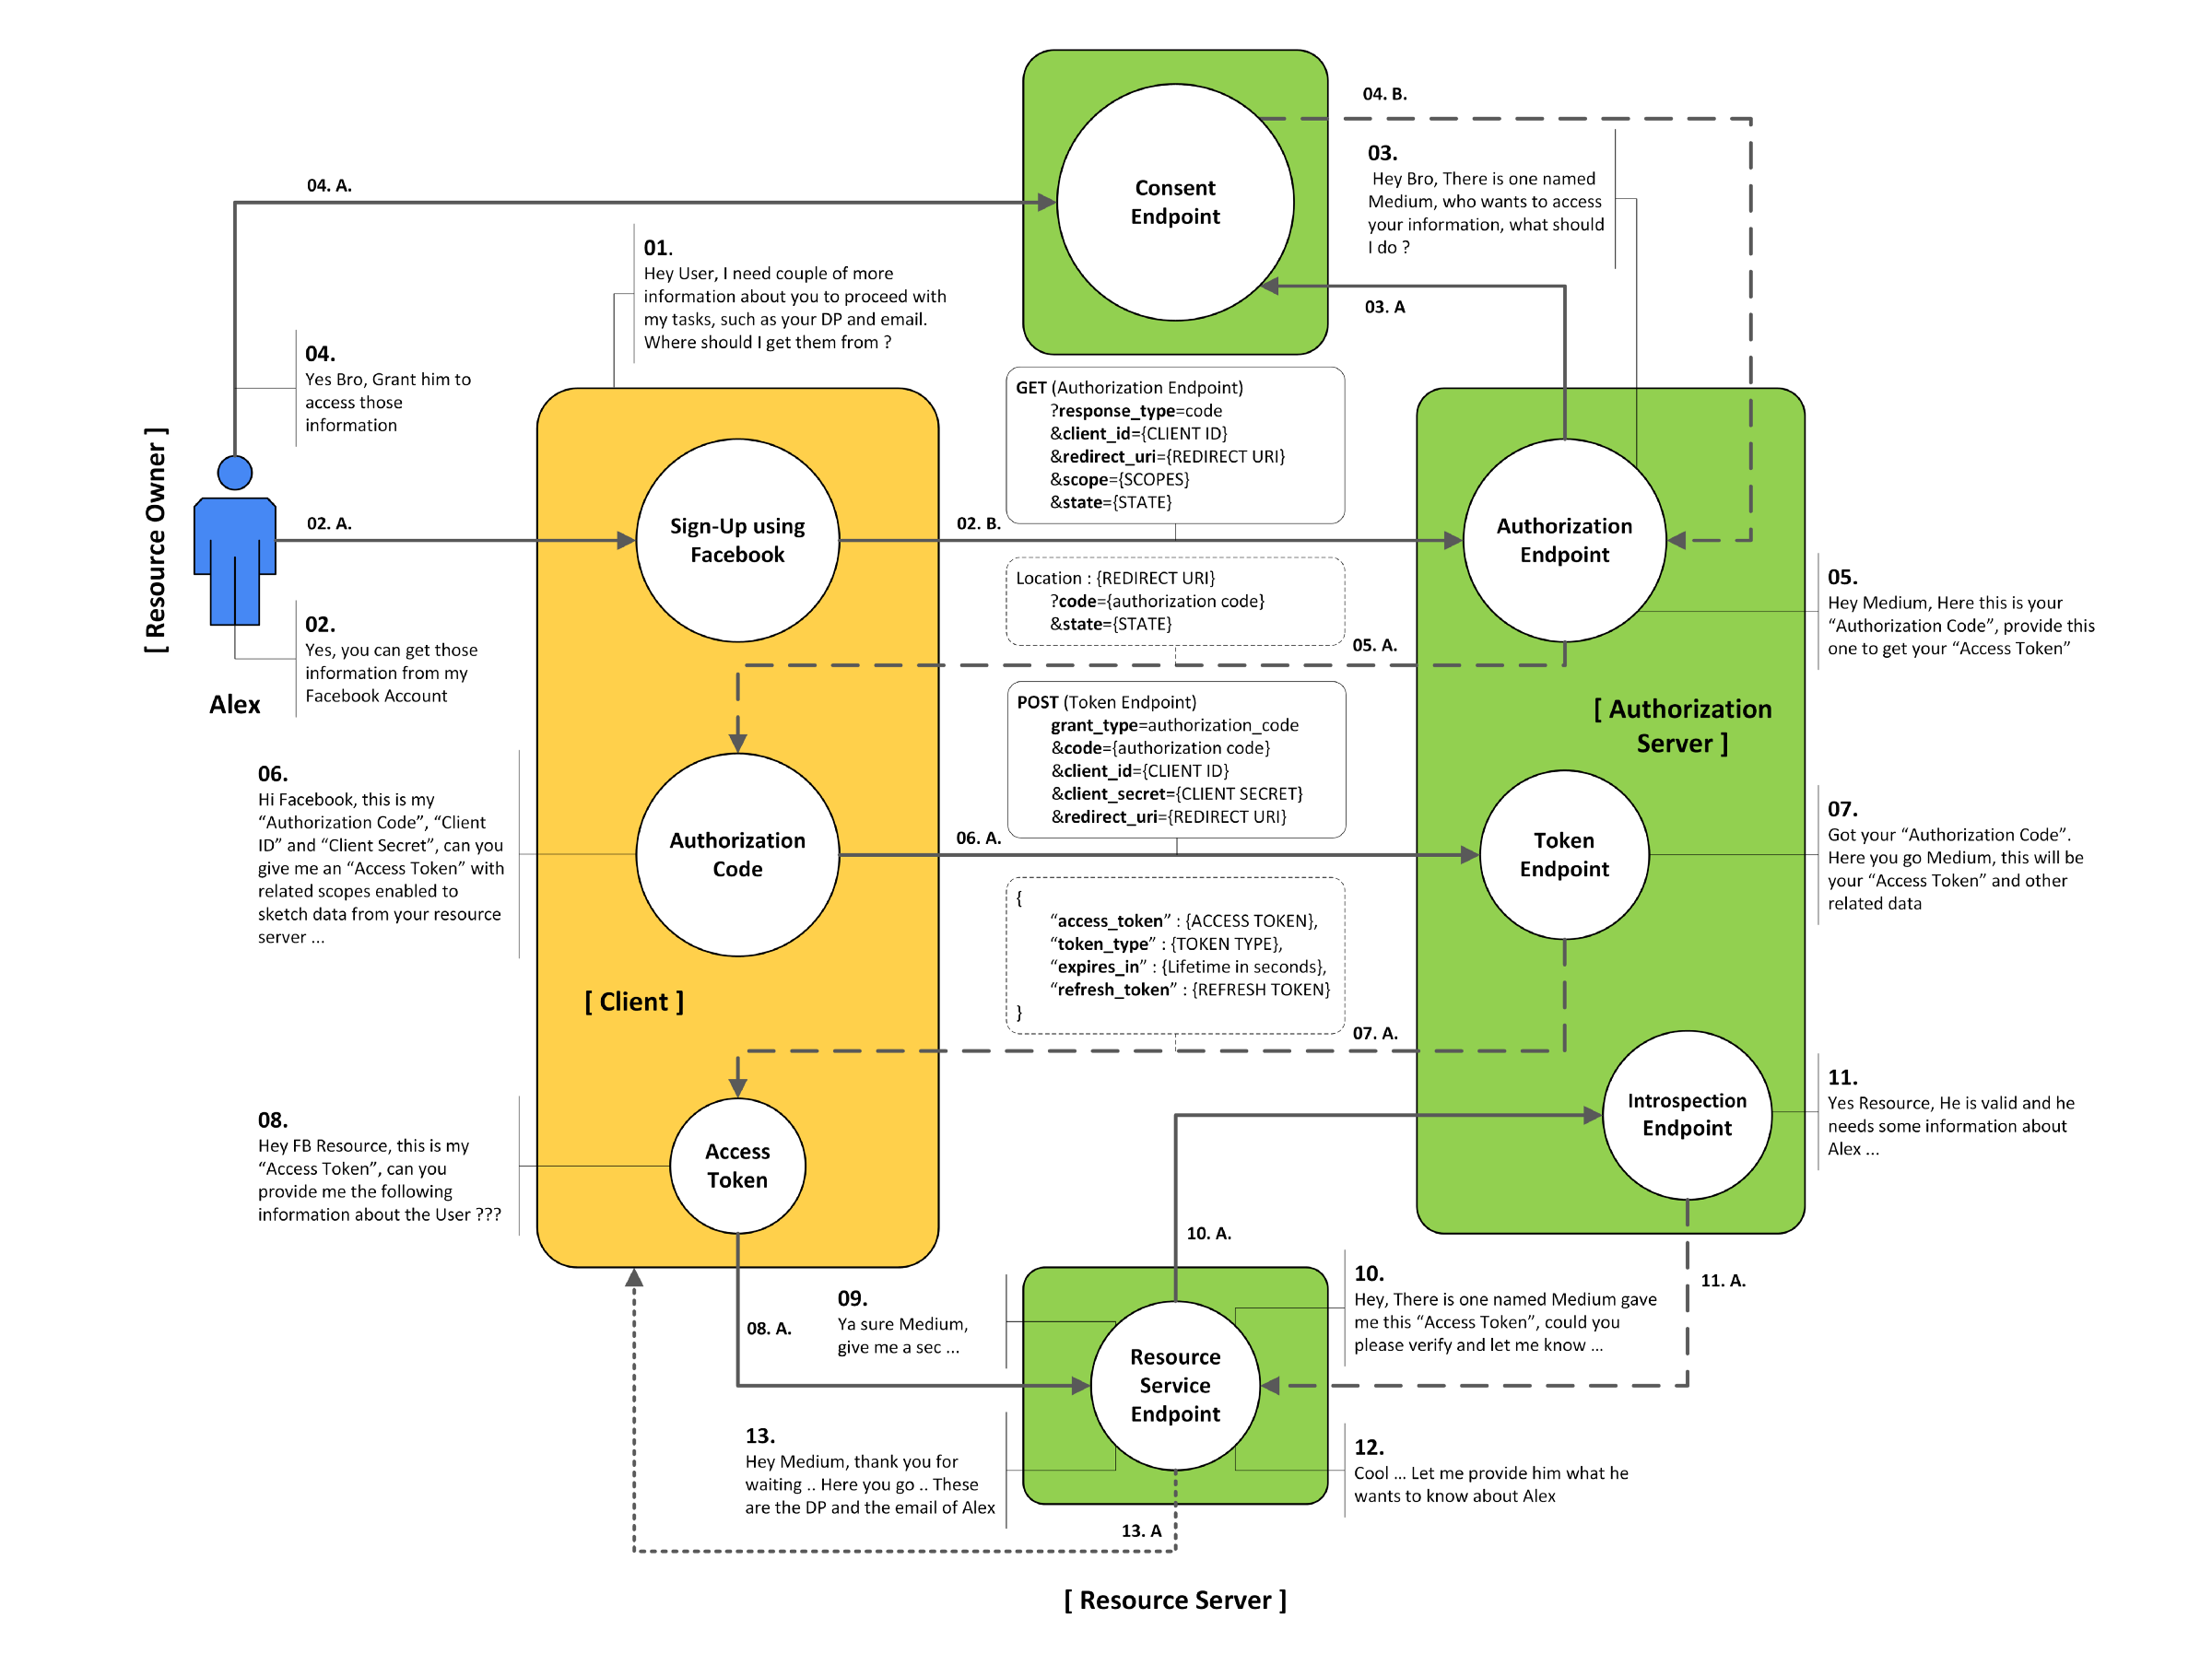 04. B.
03.
Hey Bro, There is one named
Medium, who wants to access
your information, what should
I do ?
Consent
Endpoint
04. A.
03. A
01.
Hey User, I need couple of more
information about you to proceed with
my tasks, such as your DP and email.
Where should I get them from ?
04.
Yes Bro, Grant him to
access those
information
[ Resource Owner ]
Alex
02. A.
02.
Yes, you can get those
information from my
Facebook Account
Sign-Up using
Facebook
02. B.
GET (Authorization Endpoint)
?response_type=code
&client_id={CLIENT ID}
&redirect_uri={REDIRECT URI}
&scope={SCOPES}
&state={STATE}
Authorization
Endpoint
Location : {REDIRECT URI}
?code={authorization code}
&state={STATE}
05. A.
05.
Hey Medium, Here this is your
“Authorization Code”, provide this
one to get your “Access Token”
[ Authorization
Server ]
POST (Token Endpoint)
grant_type=authorization_code
&code={authorization code}
&client_id={CLIENT ID}
&client_secret={CLIENT SECRET}
&redirect_uri={REDIRECT URI}
06.
Hi Facebook, this is my
“Authorization Code”, “Client
ID” and “Client Secret”, can you
give me an “Access Token” with
related scopes enabled to
sketch data from your resource
server ...
Authorization
Code
06. A.
Token
Endpoint
07.
Got your “Authorization Code”.
Here you go Medium, this will be
your “Access Token” and other
related data
{
“access_token” : {ACCESS TOKEN},
“token_type” : {TOKEN TYPE},
“expires_in” : {Lifetime in seconds},
“refresh_token” : {REFRESH TOKEN}
}
07. A.
[ Client ]
08.
Hey FB Resource, this is my
“Access Token”, can you
provide me the following
information about the User ???
Access
Token
Introspection
Endpoint
11.
Yes Resource, He is valid and he
needs some information about
Alex ...
10. A.
11. A.
08. A.
09.
Ya sure Medium,
give me a sec ...
10.
Hey, There is one named Medium gave
me this “Access Token”, could you
please verify and let me know ...
Resource
Service
Endpoint
13.
Hey Medium, thank you for
waiting .. Here you go .. These
are the DP and the email of Alex
12.
Cool ... Let me provide him what he
wants to know about Alex
13. A
[ Resource Server ]